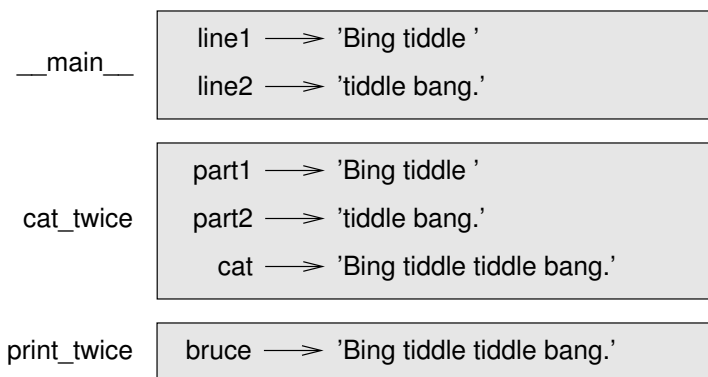 __main__
line1 → ’Bing tiddle ’
line2 → ’tiddle bang.’
cat_twice
part1 → ’Bing tiddle ’
part2 → ’tiddle bang.’
cat → ’Bing tiddle tiddle bang.’
print_twice
bruce → ’Bing tiddle tiddle bang.’